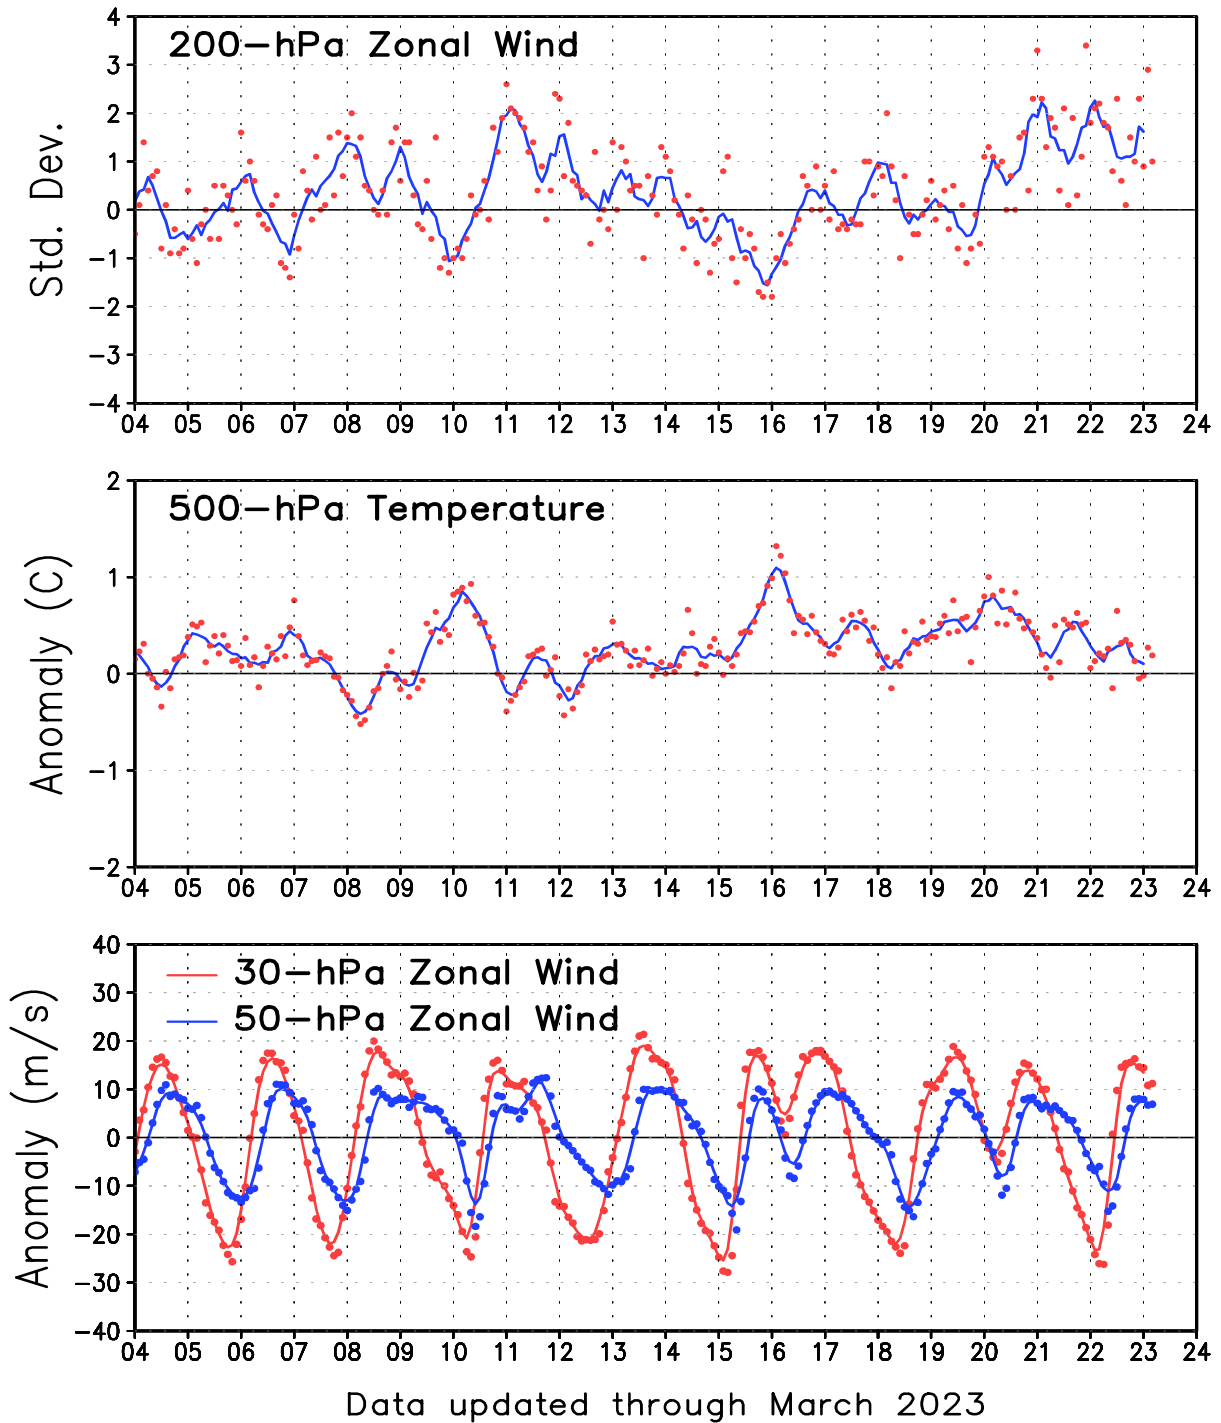 200-hPa Zonal Wind
Std. Dev.
4
3
2
1
0
-1
-2
-3
-4
04 05 06 07 08 09 10 11 12 13 14 15 16 17 18 19 20 21 22 23 24
500-hPa Temperature
Anomaly (C)
2
1
0
-1
-2
04 05 06 07 08 09 10 11 12 13 14 15 16 17 18 19 20 21 22 23 24
30-hPa Zonal Wind
50-hPa Zonal Wind
Anomaly (m/s)
40
30
20
10
0
-10
-20
-30
-40
04 05 06 07 08 09 10 11 12 13 14 15 16 17 18 19 20 21 22 23 24
Data updated through March 2023